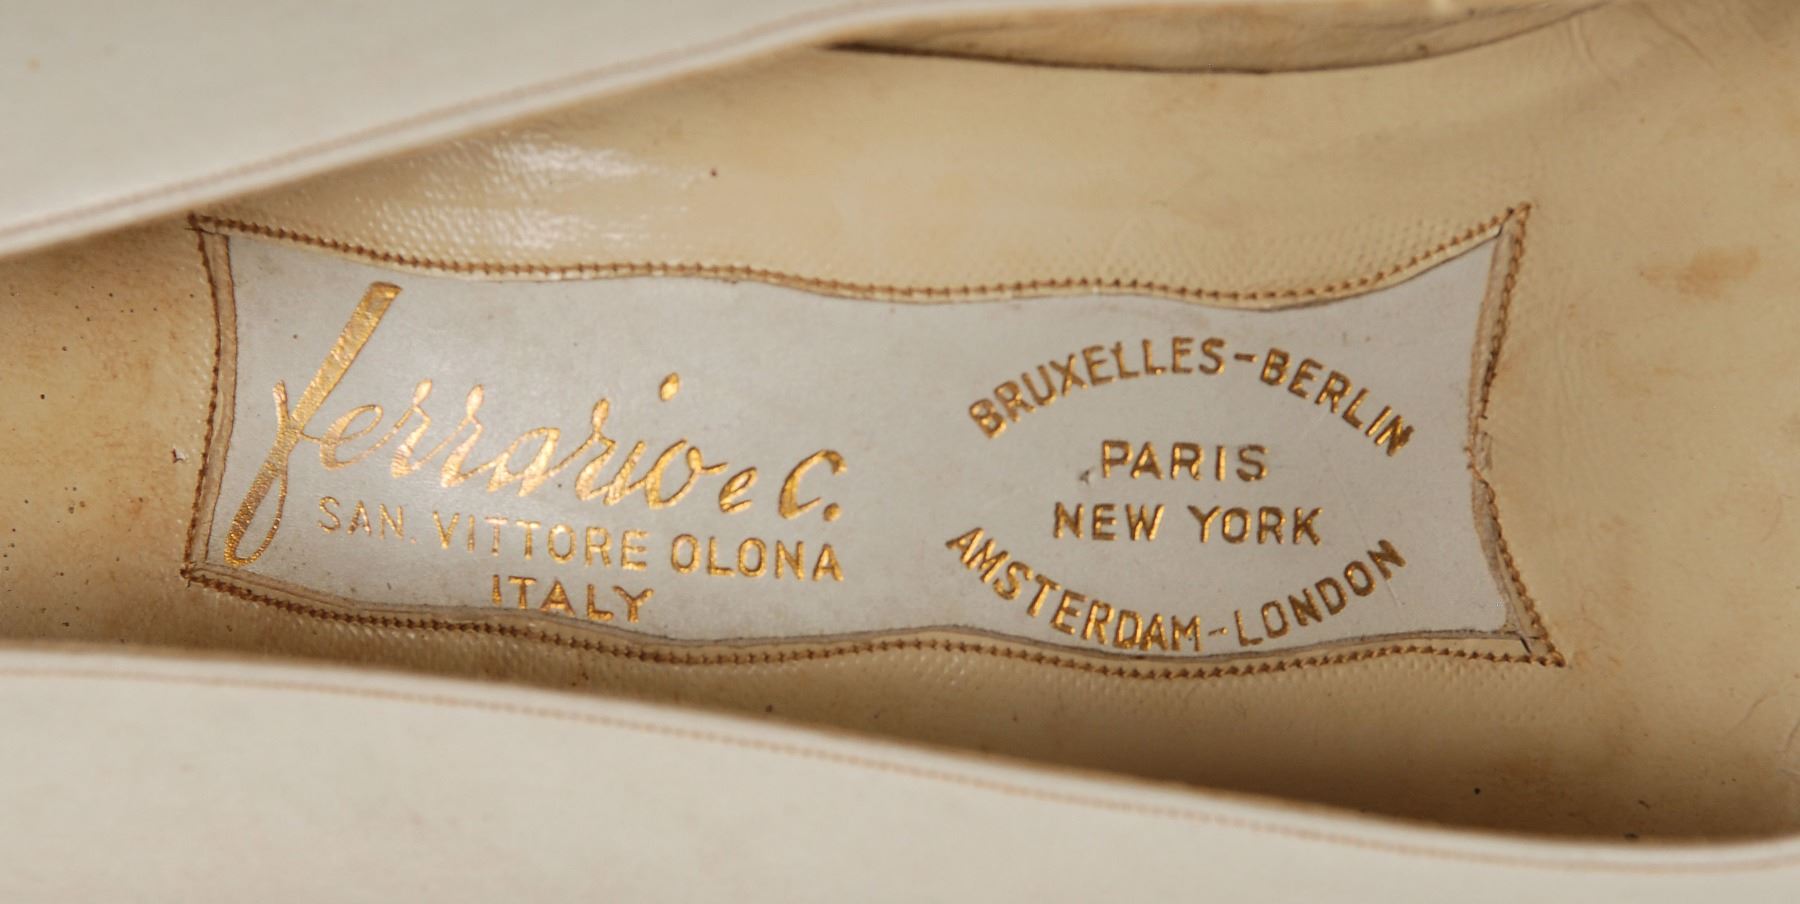 ferrario e C.
SAN. VITTORE OLONA
ITALY
BRUXELLES-BERLIN
PARIS
NEW YORK
AMSTERDAM-LONDON